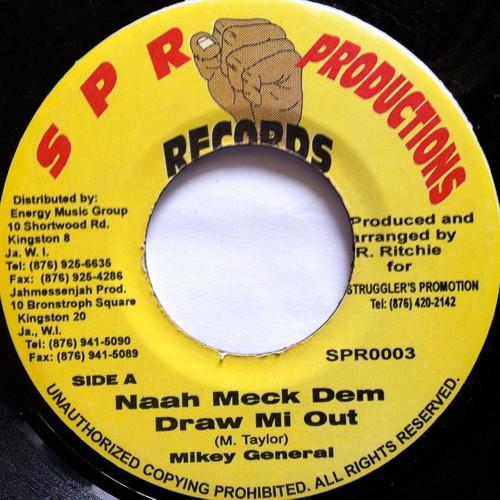 SPR PRODUCTIONS
RECORDS
Distributed by:
Energy Music Group
10 Shortwood Rd.
Kingston 8
Ja. W. I.
Tel: (876) 925-6635
Fax: (876) 925-4286
Jahmessenjah Prod.
10 Bronstroph Square
Kingston 20
Ja., W.I.
Tel: (876) 941-5090
Fax: (876) 941-5089
Produced and
arranged by
R. Ritchie
for
STRUGGLER'S PROMOTION
Tel: (876) 420-2142
SPR0003
SIDE A
Naah Meck Dem
Draw Mi Out
(M. Taylor)
Mikey General
UNAUTHORIZED COPYING PROHIBITED. ALL RIGHTS RESERVED.